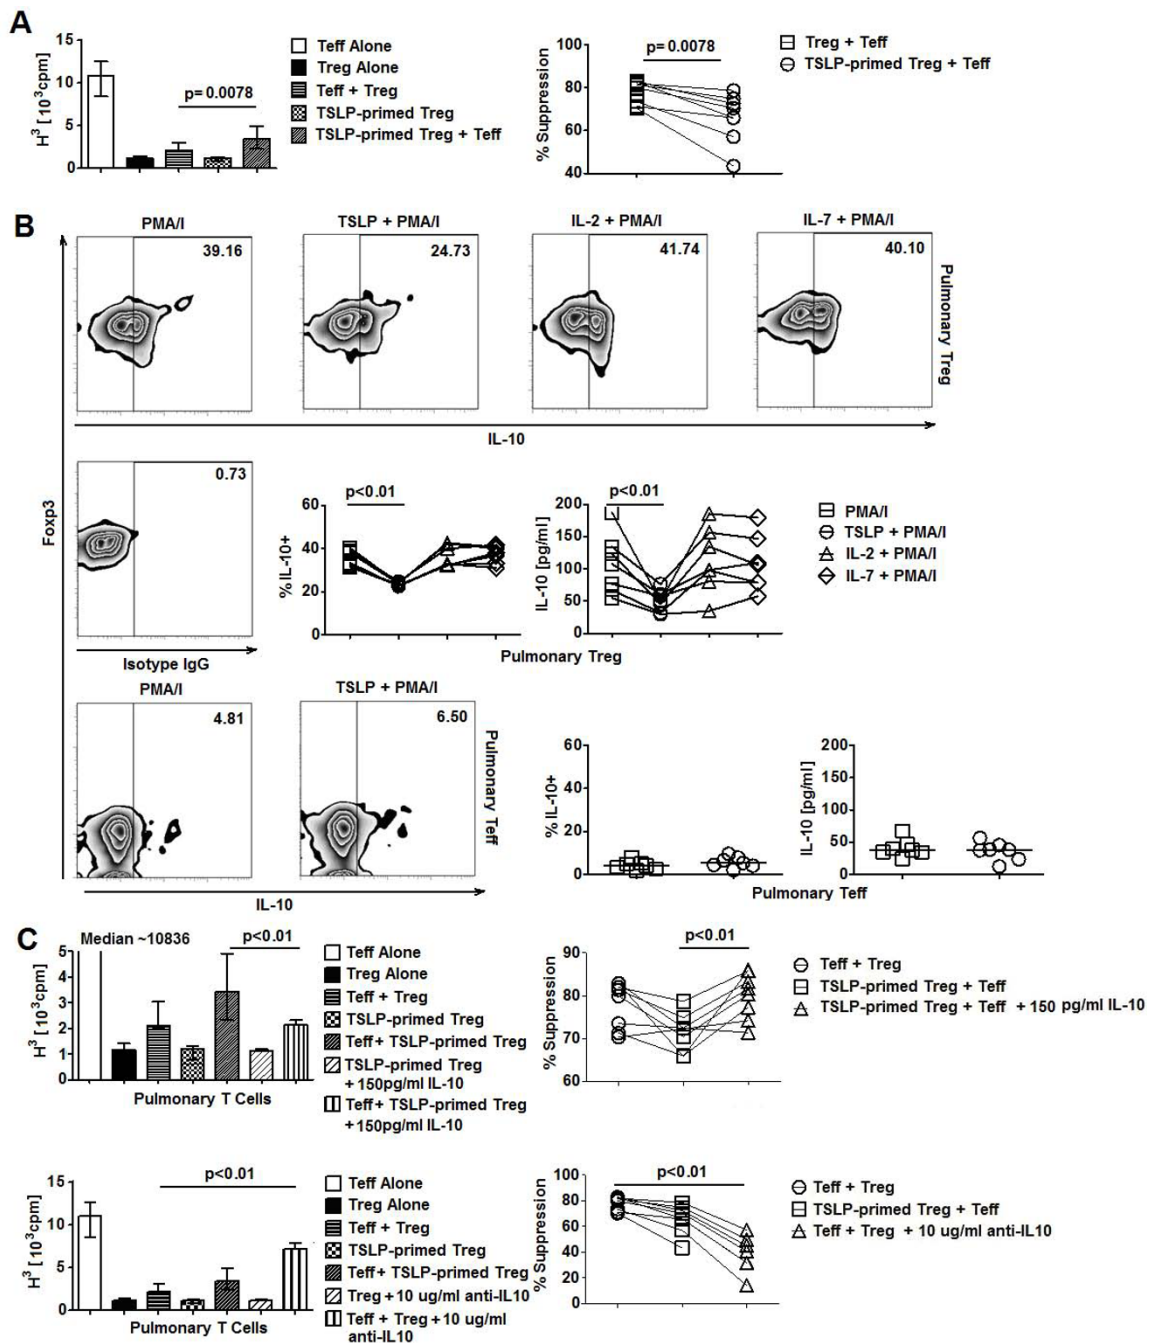 A
H³ [10³cpm]
15
10
5
0
p= 0.0078
Teff Alone
Treg Alone
Teff + Treg
TSLP-primed Treg
TSLP-primed Treg + Teff
% Suppression
100
80
60
40
p= 0.0078
Treg + Teff
TSLP-primed Treg + Teff
B
PMA/I
TSLP + PMA/I
IL-2 + PMA/I
IL-7 + PMA/I
39.16
24.73
41.74
40.10
Pulmonary Treg
IL-10
Foxp3
0.73
Isotype IgG
p<0.01
% IL-10+
60
40
20
0
p<0.01
IL-10 [pg/ml]
200
150
100
50
0
PMA/I
TSLP + PMA/I
IL-2 + PMA/I
IL-7 + PMA/I
Pulmonary Treg
PMA/I
TSLP + PMA/I
4.81
6.50
Pulmonary Teff
IL-10
% IL-10+
60
40
20
0
IL-10 [pg/ml]
200
150
100
50
0
Pulmonary Teff
C
Median ~10836
p<0.01
H³ [10³cpm]
5
4
3
2
1
0
Pulmonary T Cells
Teff Alone
Treg Alone
Teff + Treg
TSLP-primed Treg
Teff+ TSLP-primed Treg
TSLP-primed Treg
+150pg/ml IL-10
Teff+ TSLP-primed Treg
+150pg/ml IL-10
p<0.01
% Suppression
90
80
70
60
Teff + Treg
TSLP-primed Treg + Teff
TSLP-primed Treg + Teff + 150 pg/ml IL-10
H³ [10³cpm]
15
10
5
0
p<0.01
Pulmonary T Cells
Teff Alone
Treg Alone
Teff + Treg
TSLP-primed Treg
Teff+ TSLP-primed Treg
Treg+10 ug/ml anti-IL10
Teff + Treg+10 ug/ml
anti-IL10
% Suppression
100
80
60
40
20
0
p<0.01
Teff + Treg
TSLP-primed Treg + Teff
Teff + Treg + 10 ug/ml anti-IL10